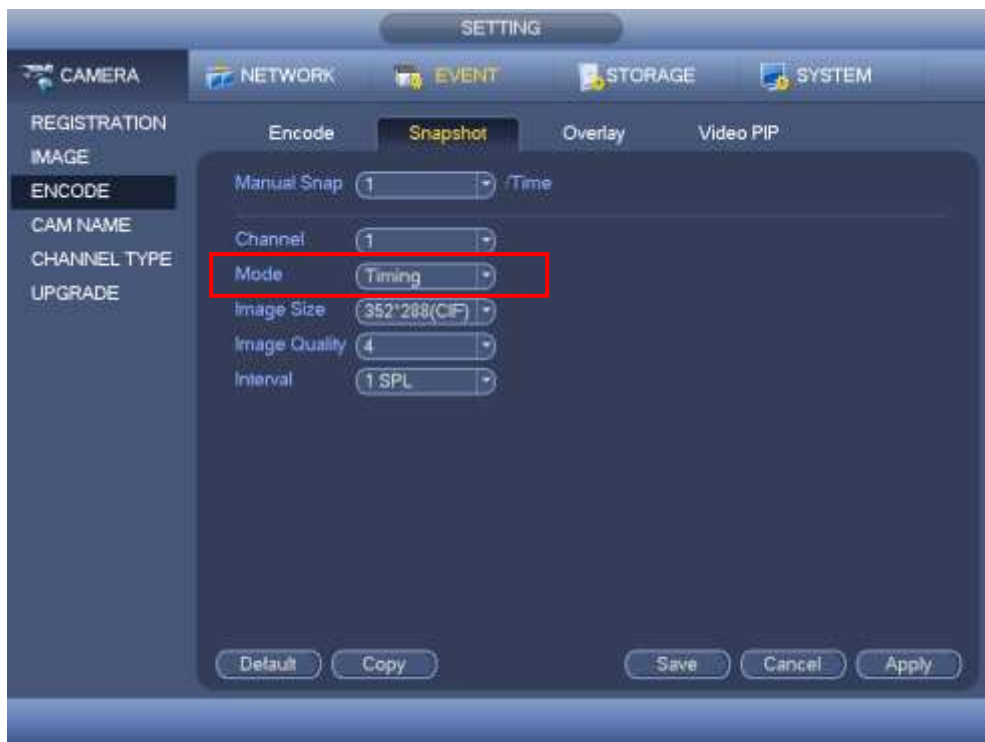 SETTING
CAMERA NETWORK EVENT STORAGE SYSTEM
REGISTRATION
IMAGE
ENCODE
CAM NAME
CHANNEL TYPE
UPGRADE
Encode Snapshot Overlay Video PIP
Manual Snap 1 /Time
Channel 1
Mode Timing
Image Size 352*288(CIF)
Image Quality 4
Interval 1 SPL
Default Copy Save Cancel Apply